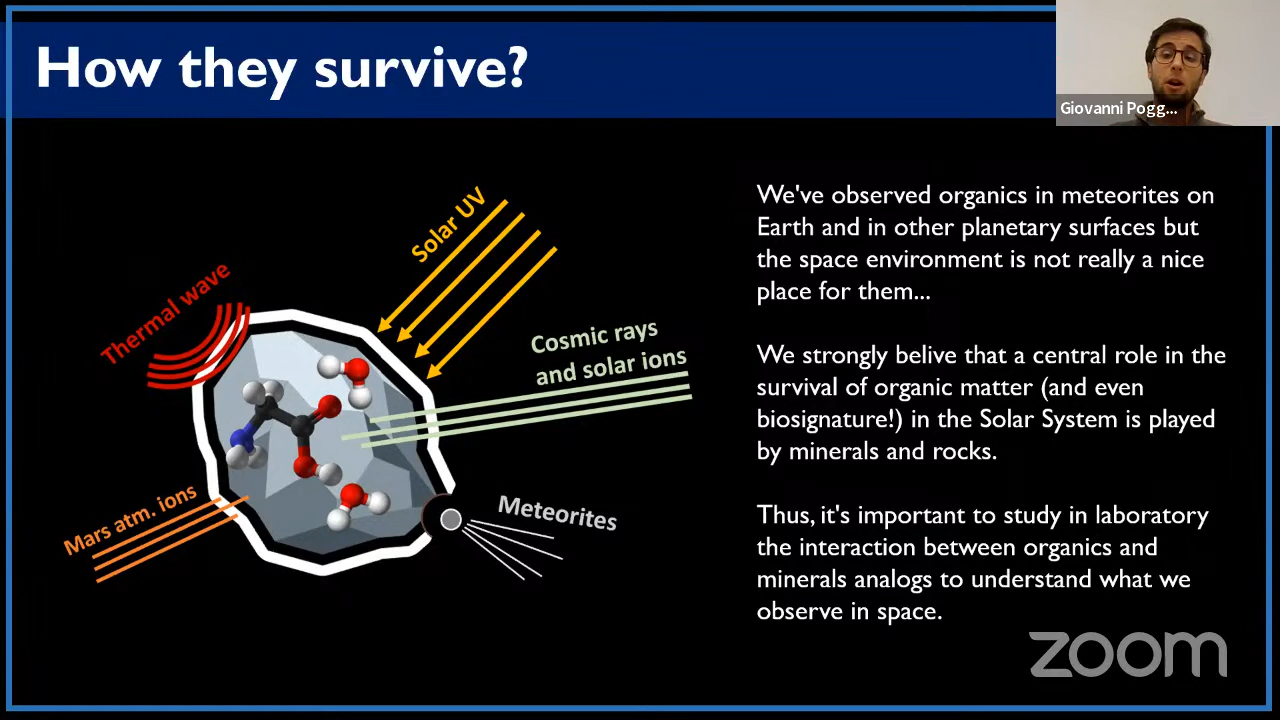 How they survive?
Giovanni Pogg...
Solar UV
Thermal wave
Cosmic rays
and solar ions
Mars atm. ions
Meteorites
We've observed organics in meteorites on
Earth and in other planetary surfaces but
the space environment is not really a nice
place for them...
We strongly belive that a central role in the
survival of organic matter (and even
biosignature!) in the Solar System is played
by minerals and rocks.
Thus, it's important to study in laboratory
the interaction between organics and
minerals analogs to understand what we
observe in space.
zoom